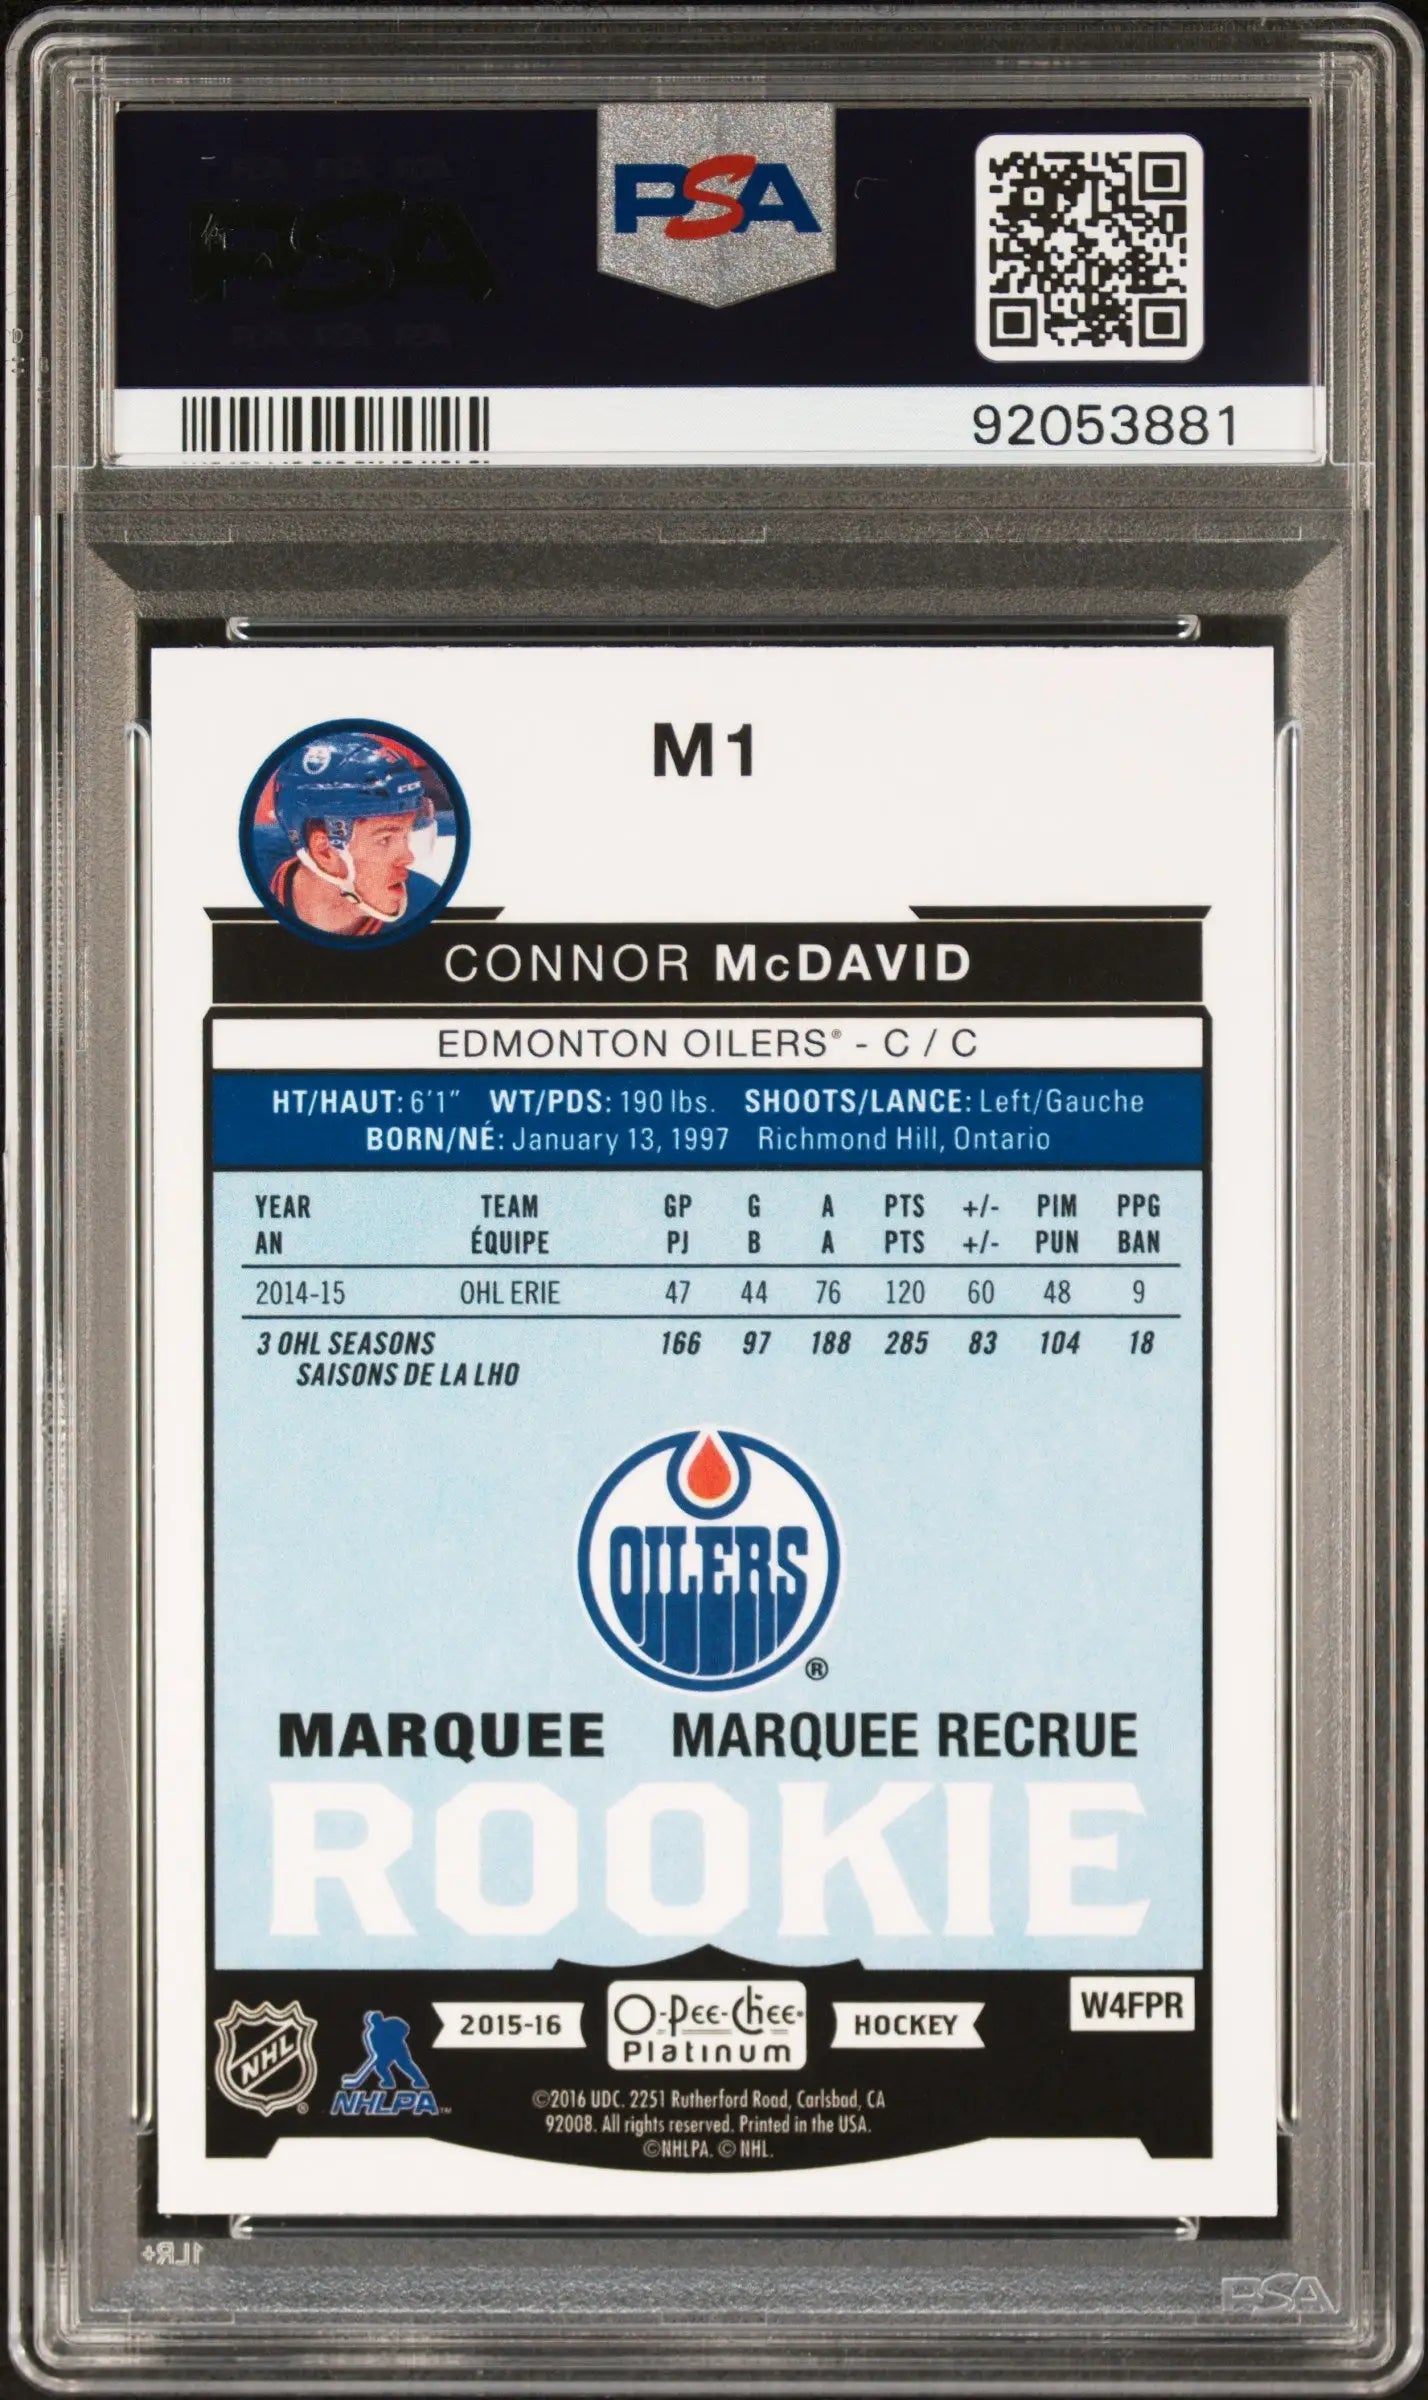 PSA
PSA
92053881
M1
CONNOR McDAVID
EDMONTON OILERS® - C / C
HT/HAUT: 6'1" WT/PDS: 190 lbs. SHOOTS/LANCE: Left/Gauche
BORN/NÉ: January 13, 1997 Richmond Hill, Ontario
YEAR TEAM GP G A PTS +/- PIM PPG
AN ÉQUIPE PJ B A PTS +/- PUN BAN
2014-15 OHL ERIE 47 44 76 120 60 48 9
3 OHL SEASONS 166 97 188 285 83 104 18
SAISONS DE LA LHO
OILERS
®
MARQUEE MARQUEE RECRUE
ROOKIE
W4FPR
NHL ® NHLPA™ 2015-16 O-Pee-Chee® HOCKEY
Platinum
©2016 UDC. 2251 Rutherford Road, Carlsbad, CA
92008. All rights reserved. Printed in the USA.
©NHLPA. © NHL.
1LR+
PSA